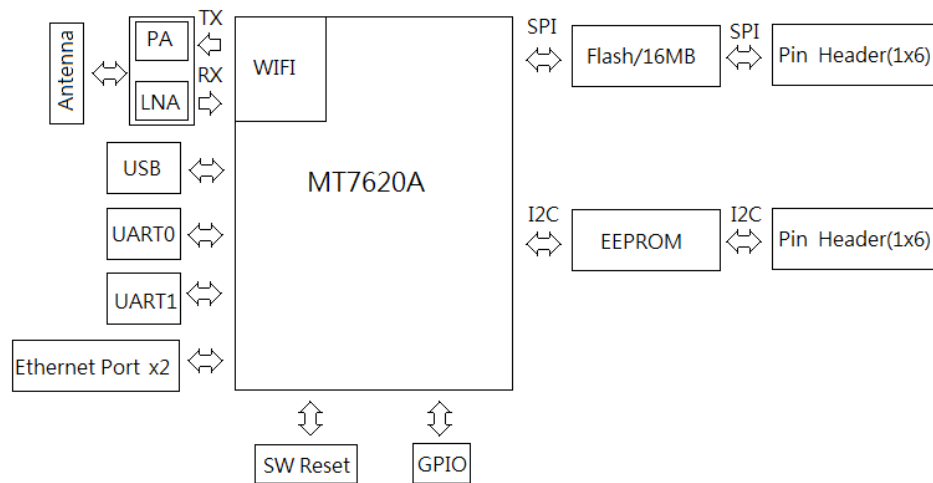 Antenna
PA
TX
RX
LNA
WIFI
MT7620A
SPI
Flash/16MB
SPI
Pin Header(1x6)
USB
UART0
UART1
Ethernet Port x2
I2C
EEPROM
I2C
Pin Header(1x6)
SW Reset
GPIO